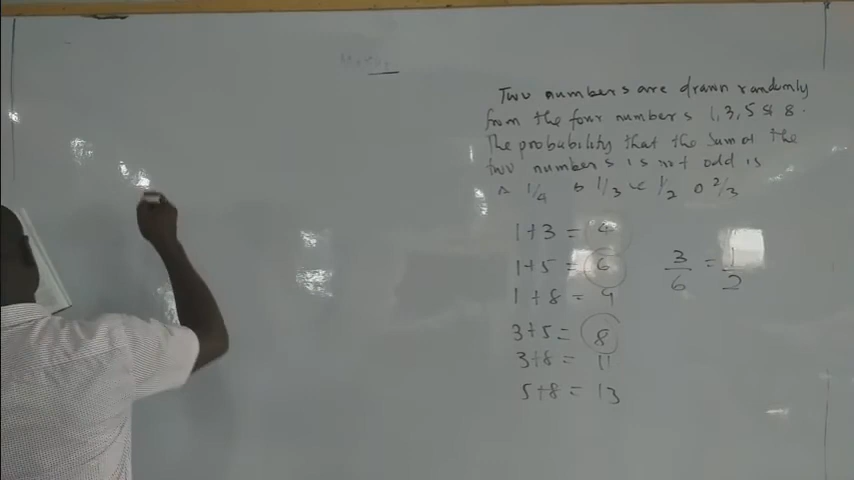 Two numbers are drawn randomly
from the four numbers 1, 3, 5 & 8.
The probability that the sum of the
two numbers is not odd is
A 1/4 B 1/3 C 1/2 D 2/3
1 + 3 = 4
1 + 5 = 6
1 + 8 = 9
3 + 5 = 8
3 + 8 = 11
5 + 8 = 13
3/6 = 1/2